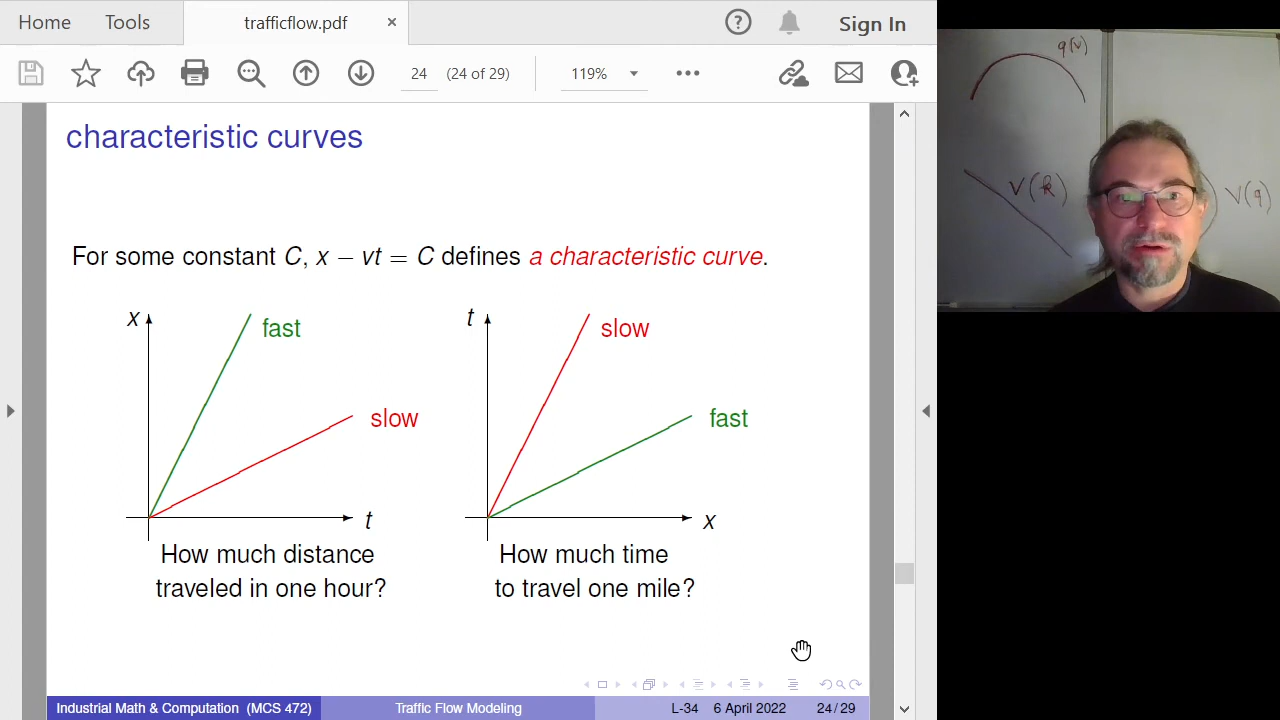 Home Tools trafficflow.pdf × ? Sign In
24 (24 of 29) 119%
characteristic curves
For some constant C, x − vt = C defines a characteristic curve.
x fast slow t
How much distance
traveled in one hour?
t slow fast x
How much time
to travel one mile?
Industrial Math & Computation (MCS 472) Traffic Flow Modeling L-34 6 April 2022 24/29
q(v)
V(k)
V(q)